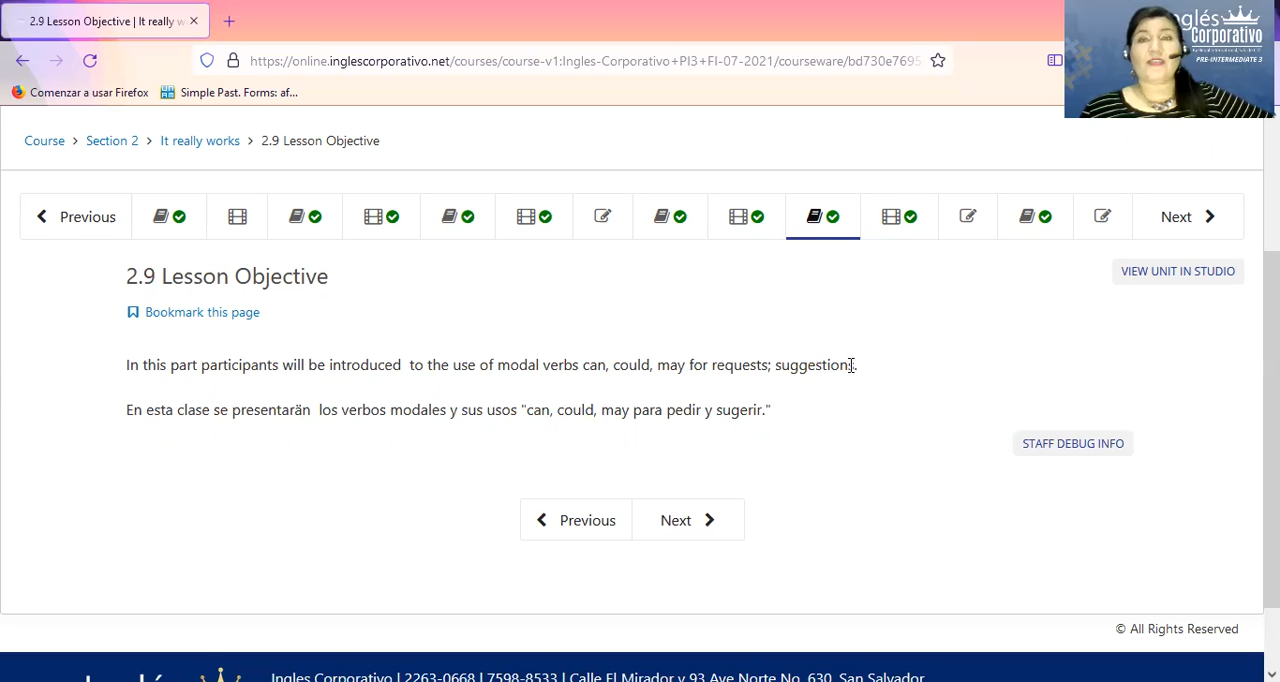 2.9 Lesson Objective | It really w
https://online.inglescorporativo.net/courses/course-v1:Ingles-Corporativo+PI3+FI-07-2021/courseware/bd730e7695
Comenzar a usar Firefox
Simple Past. Forms: af...
nglés
Corporativo
PRE-INTERMEDIATE 3
Course > Section 2 > It really works > 2.9 Lesson Objective
Previous
Next
2.9 Lesson Objective
VIEW UNIT IN STUDIO
Bookmark this page
In this part participants will be introduced to the use of modal verbs can, could, may for requests; suggestions.
En esta clase se presentarän los verbos modales y sus usos "can, could, may para pedir y sugerir."
STAFF DEBUG INFO
Previous
Next
© All Rights Reserved
Ingles Corporativo | 2263-0668 | 7598-8533 | Calle El Mirador y 93 Ave Norte No. 630, San Salvador